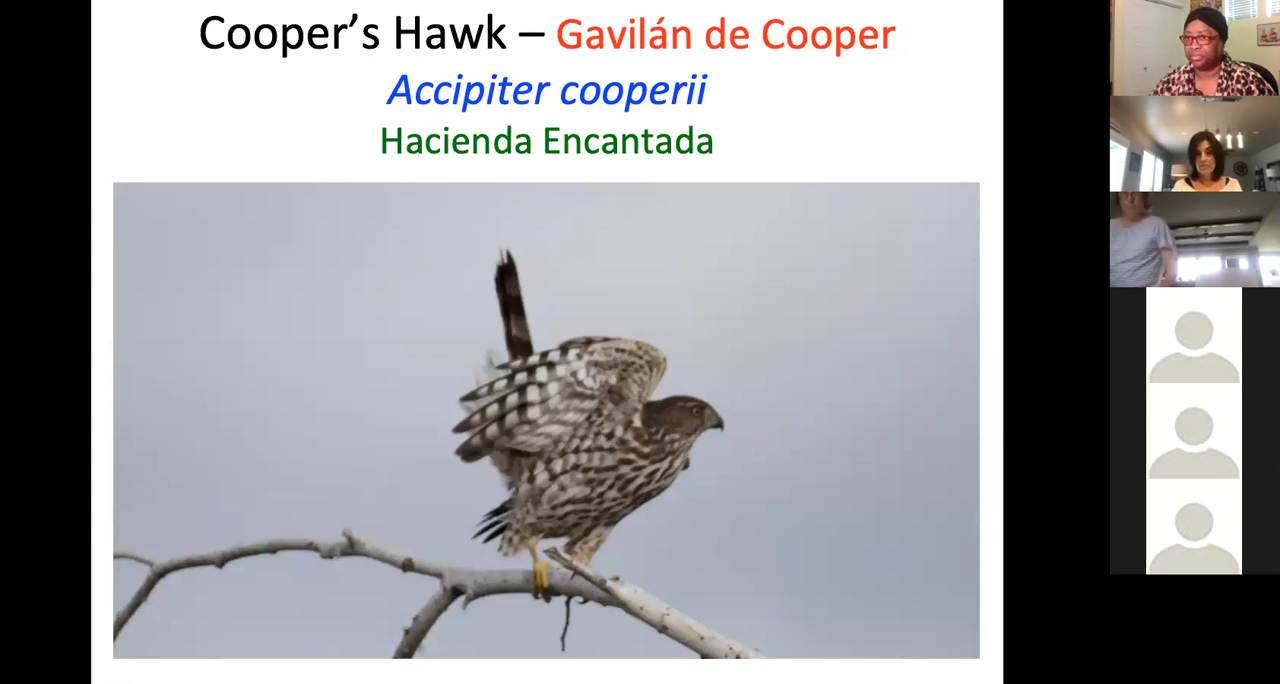 Cooper’s Hawk – Gavilán de Cooper
Accipiter cooperii
Hacienda Encantada